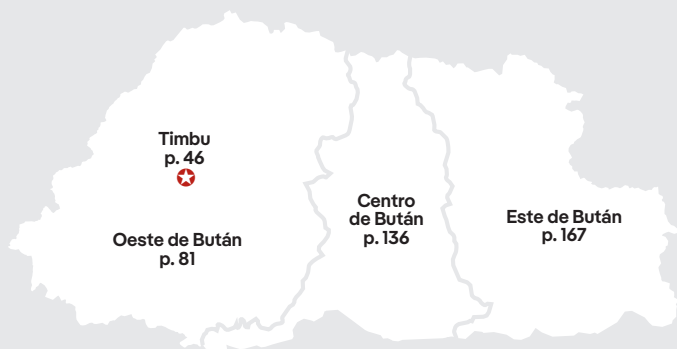 Timbu
p. 46
Oeste de Bután
p. 81
Centro
de Bután
p. 136
Este de Bután
p. 167